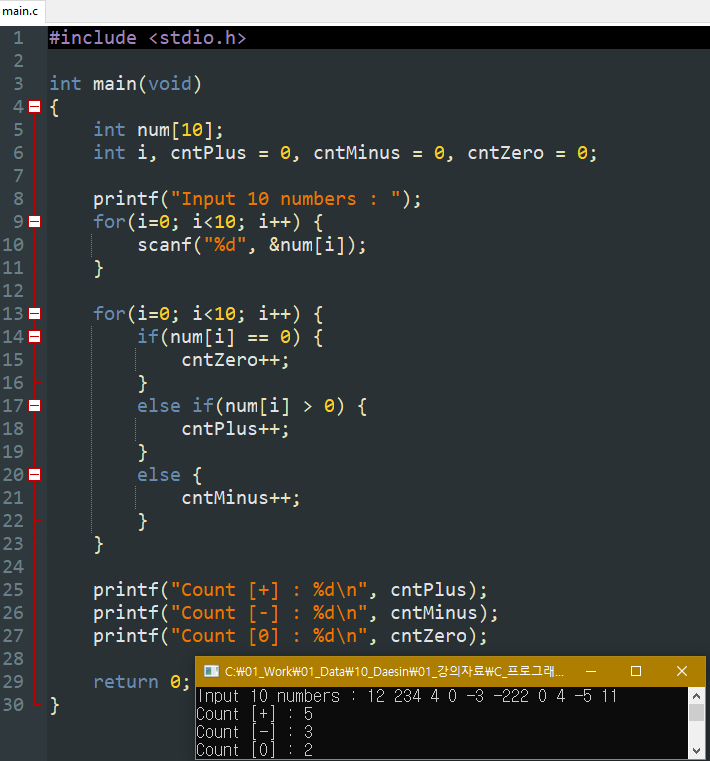 main.c
1 #include <stdio.h>
2
3 int main(void)
4 {
5 int num[10];
6 int i, cntPlus = 0, cntMinus = 0, cntZero = 0;
7
8 printf("Input 10 numbers : ");
9 for(i=0; i<10; i++) {
10 scanf("%d", &num[i]);
11 }
12
13 for(i=0; i<10; i++) {
14 if(num[i] == 0) {
15 cntZero++;
16 }
17 else if(num[i] > 0) {
18 cntPlus++;
19 }
20 else {
21 cntMinus++;
22 }
23 }
24
25 printf("Count [+] : %d\n", cntPlus);
26 printf("Count [-] : %d\n", cntMinus);
27 printf("Count [0] : %d\n", cntZero);
28
29 return 0;
30 }
C:₩01_Work₩01_Data₩10_Daesin₩01_강의자료₩C_프로그래...
Input 10 numbers : 12 234 4 0 -3 -222 0 4 -5 11
Count [+] : 5
Count [-] : 3
Count [0] : 2